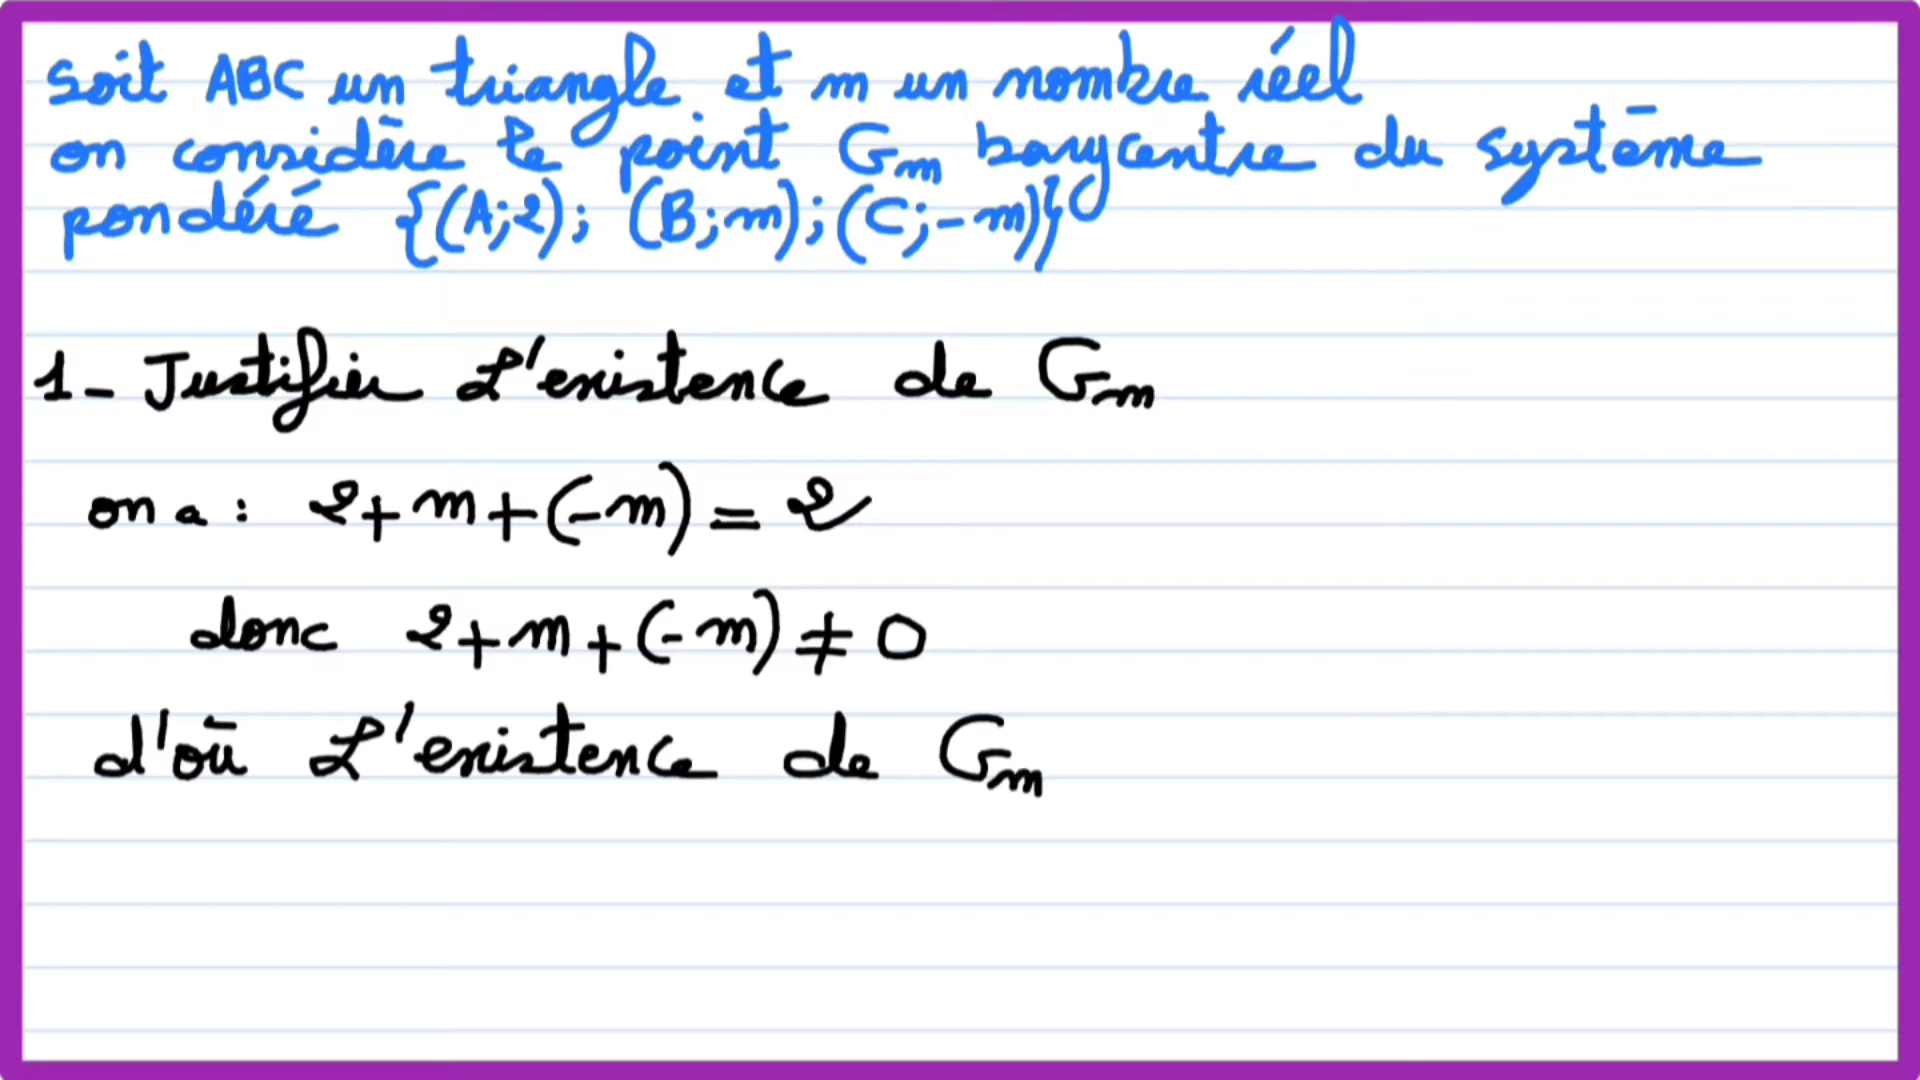 soit ABC un triangle et m un nombre réel
on considère le point Gm barycentre du système
pondéré {(A;2); (B;m);(C;-m)}
1- Justifier L'existence de Gm
on a : 2+m+(-m) = 2
donc 2+m+(-m) ≠ 0
d'où L'existence de Gm